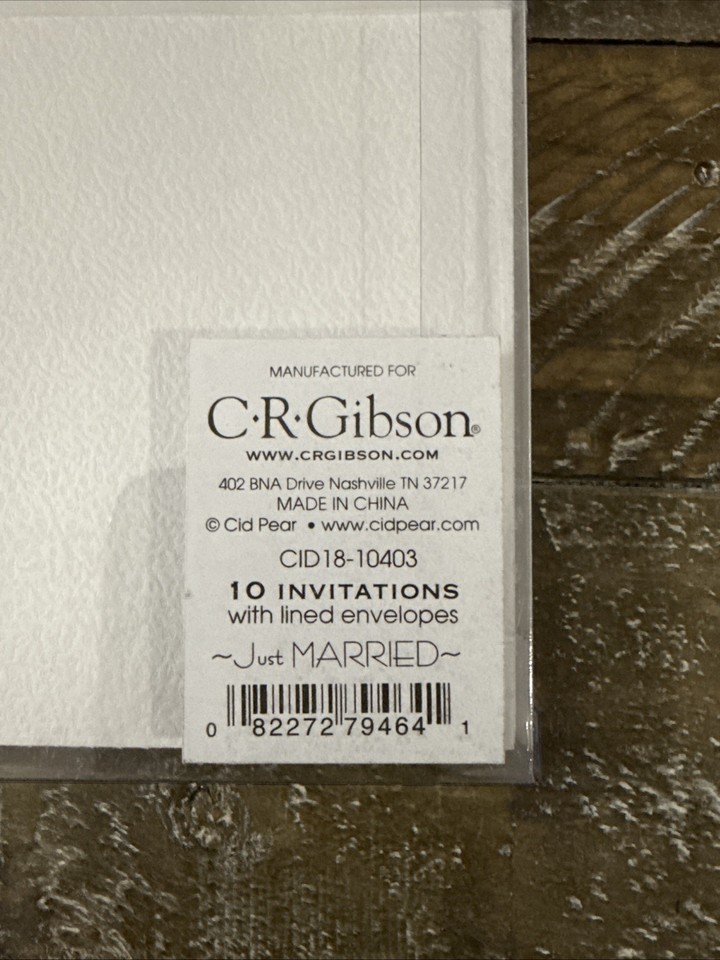 MANUFACTURED FOR
C·R·Gibson®
WWW.CRGIBSON.COM
402 BNA Drive Nashville TN 37217
MADE IN CHINA
© Cid Pear • www.cidpear.com
CID18-10403
10 INVITATIONS
with lined envelopes
~Just MARRIED~
0 82272 79464 1